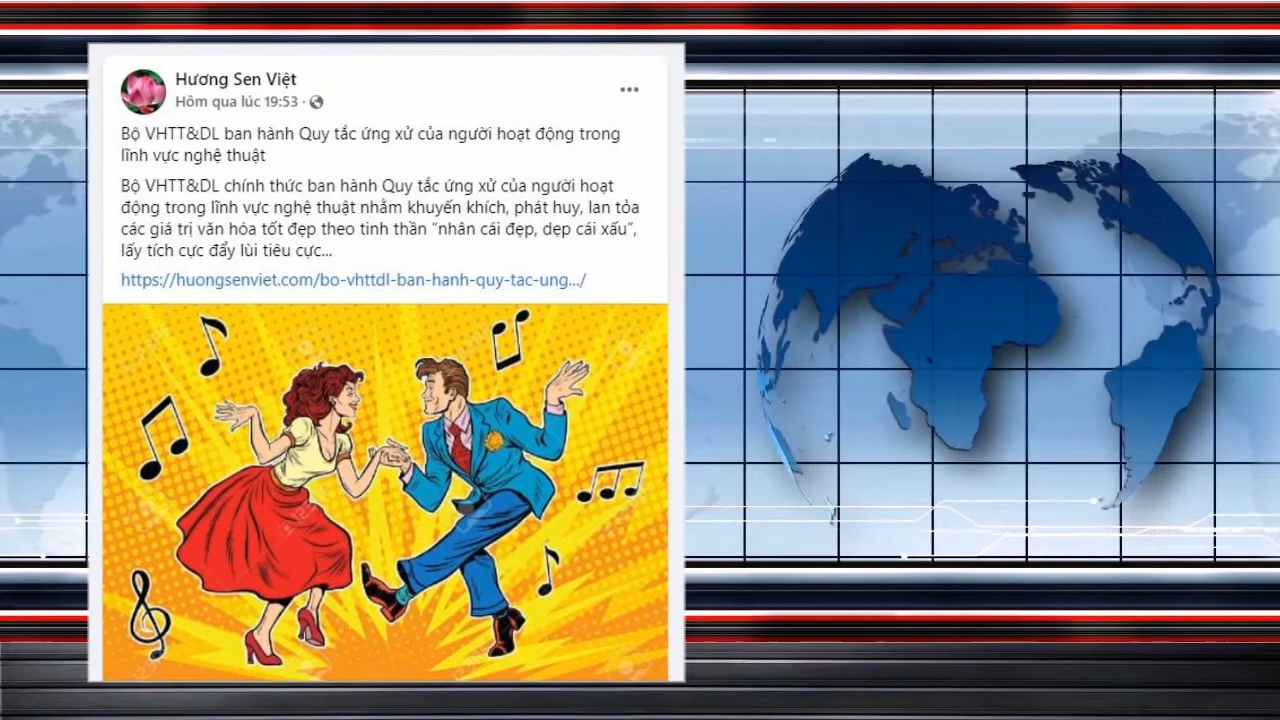 Hương Sen Việt
Hôm qua lúc 19:53 ·
Bộ VHTT&DL ban hành Quy tắc ứng xử của người hoạt động trong
lĩnh vực nghệ thuật
Bộ VHTT&DL chính thức ban hành Quy tắc ứng xử của người hoạt
động trong lĩnh vực nghệ thuật nhằm khuyến khích, phát huy, lan tỏa
các giá trị văn hóa tốt đẹp theo tinh thần “nhân cái đẹp, dẹp cái xấu”,
lấy tích cực đẩy lùi tiêu cực...
https://huongsenviet.com/bo-vhttdl-ban-hanh-quy-tac-ung.../